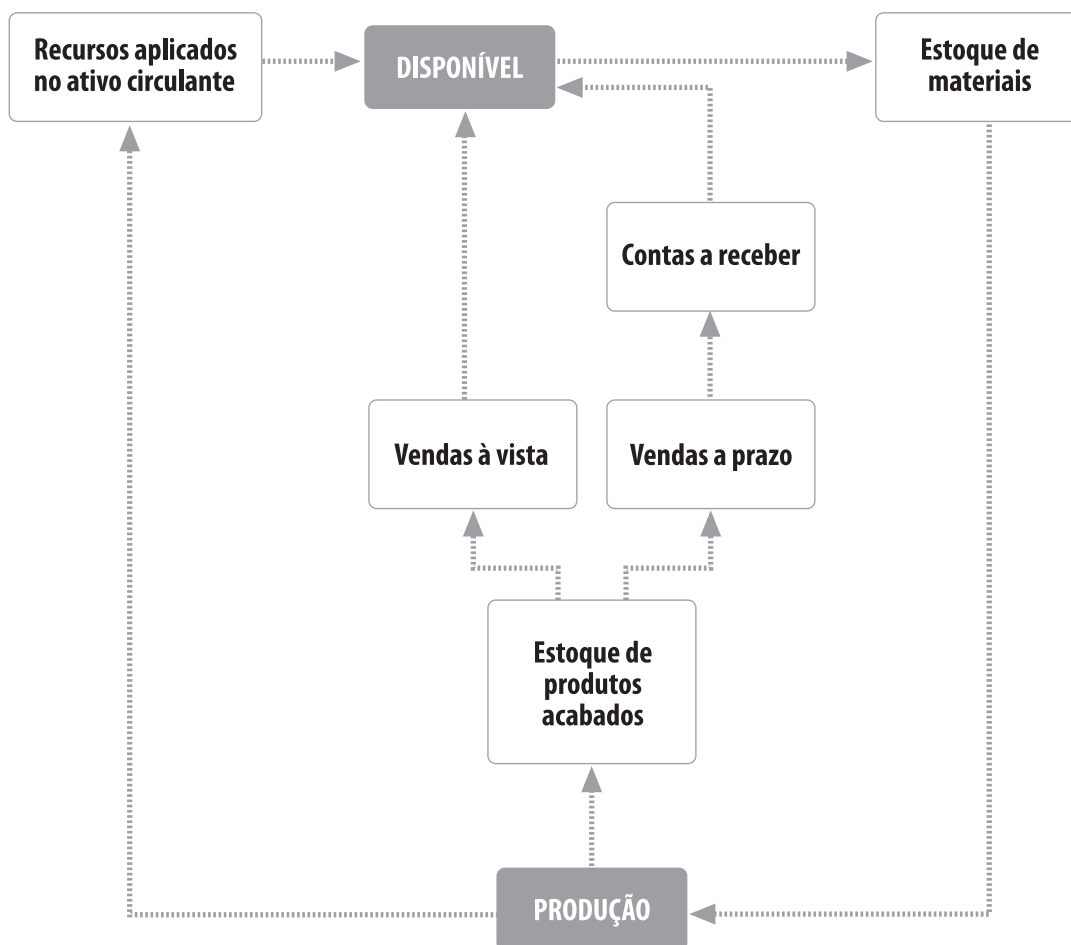 Recursos aplicados
no ativo circulante
DISPONÍVEL
Estoque de
materiais
Contas a receber
Vendas à vista
Vendas a prazo
Estoque de
produtos
acabados
PRODUÇÃO